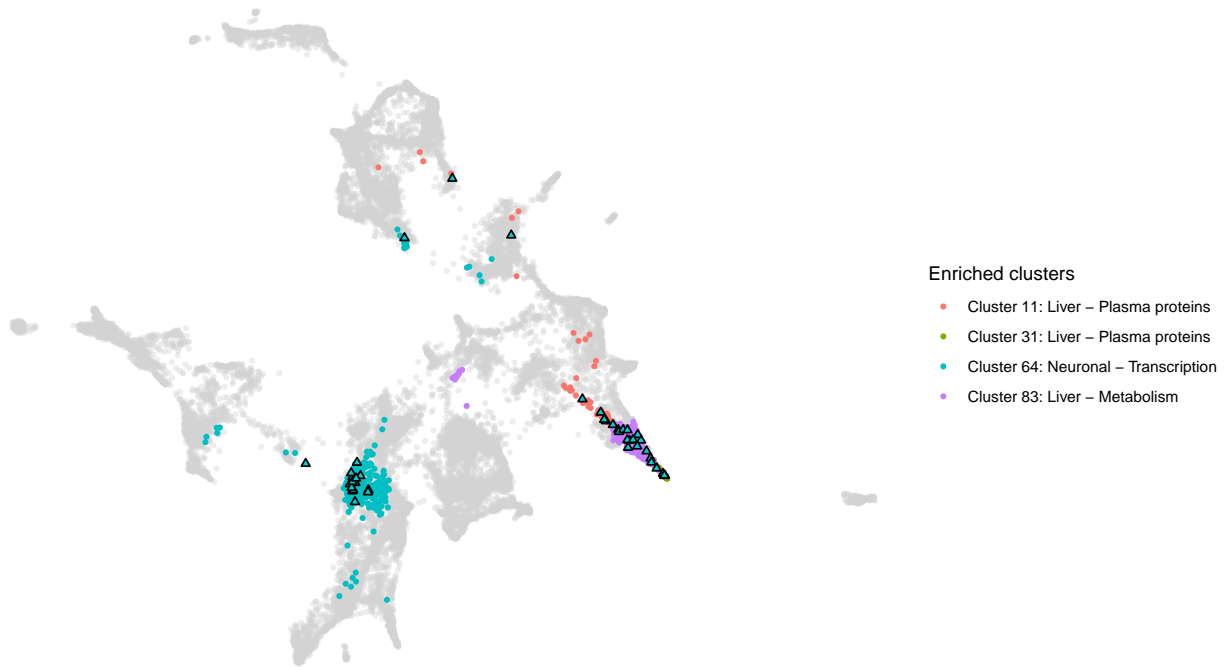 Enriched clusters
Cluster 11: Liver − Plasma proteins
Cluster 31: Liver − Plasma proteins
Cluster 64: Neuronal − Transcription
Cluster 83: Liver − Metabolism